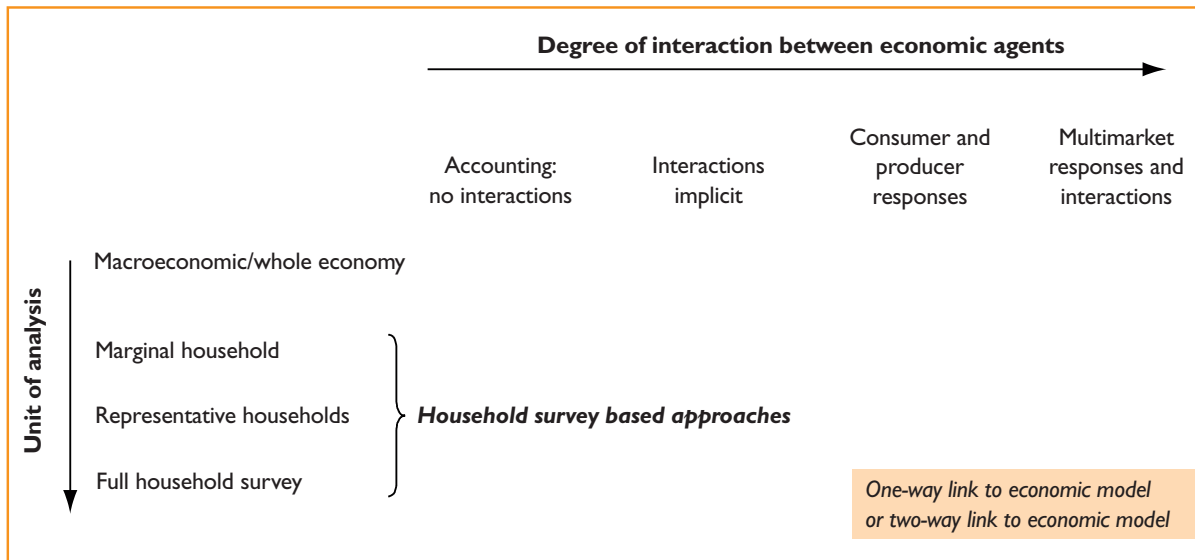 Degree of interaction between economic agents
Accounting:
no interactions
Interactions
implicit
Consumer and
producer
responses
Multimarket
responses and
interactions
Unit of analysis
Macroeconomic/whole economy
Marginal household
Representative households
Full household survey
Household survey based approaches
One-way link to economic model
or two-way link to economic model